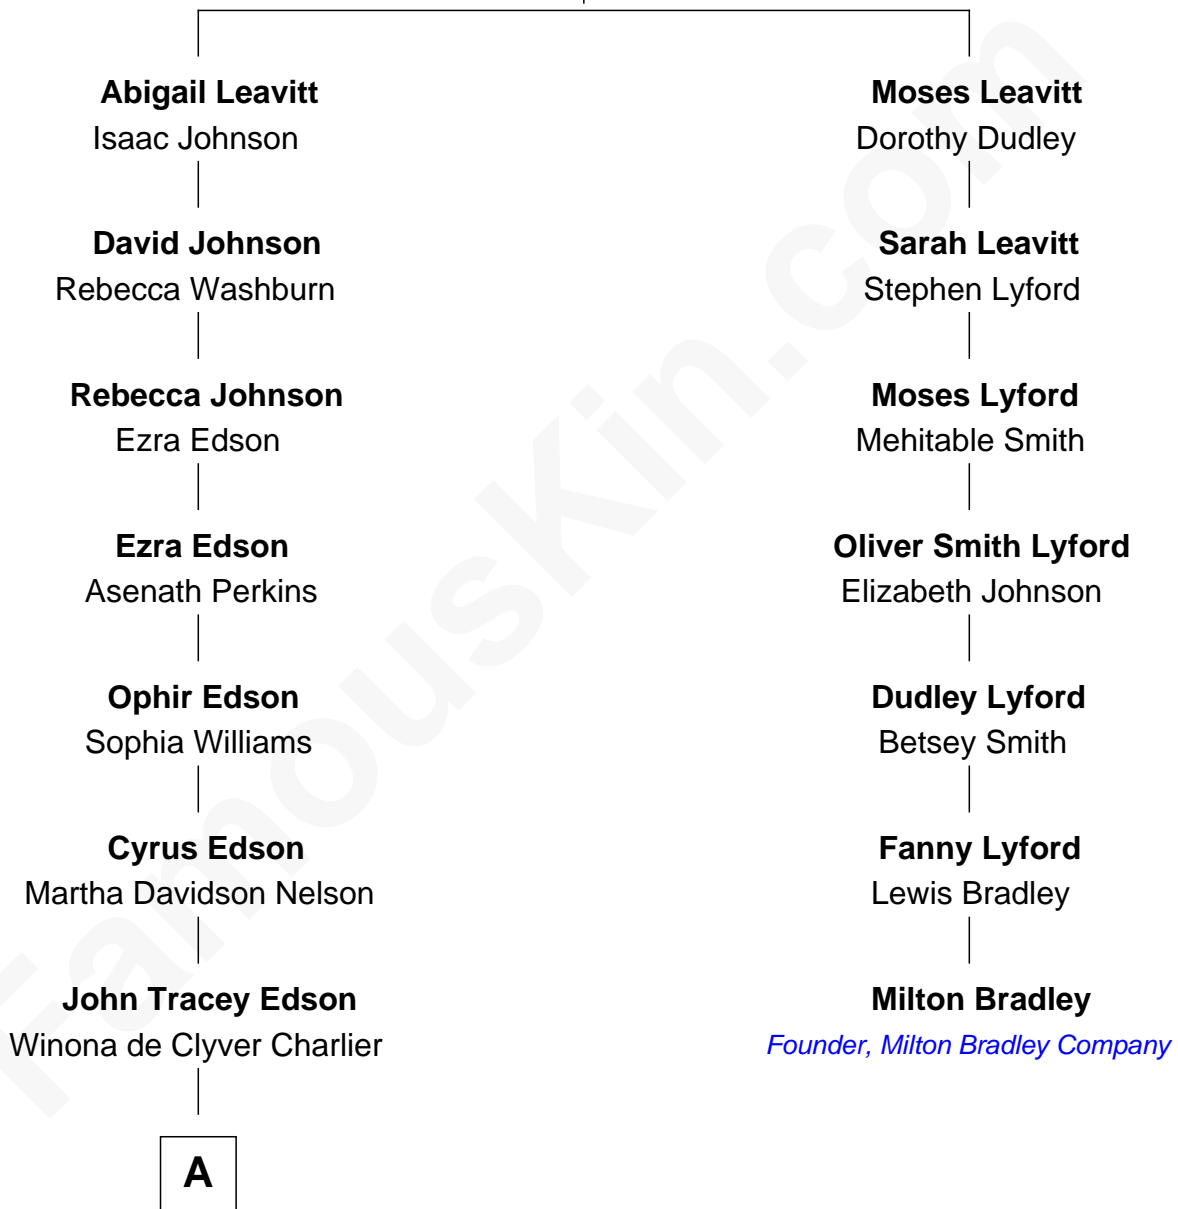 Abigail Leavitt
Isaac Johnson
David Johnson
Rebecca Washburn
Rebecca Johnson
Ezra Edson
Ezra Edson
Asenath Perkins
Ophir Edson
Sophia Williams
Cyrus Edson
Martha Davidson Nelson
John Tracey Edson
Winona de Clyver Charlier
A
Moses Leavitt
Dorothy Dudley
Sarah Leavitt
Stephen Lyford
Moses Lyford
Mehitable Smith
Oliver Smith Lyford
Elizabeth Johnson
Dudley Lyford
Betsey Smith
Fanny Lyford
Lewis Bradley
Milton Bradley
Founder, Milton Bradley Company
FamousKin.com